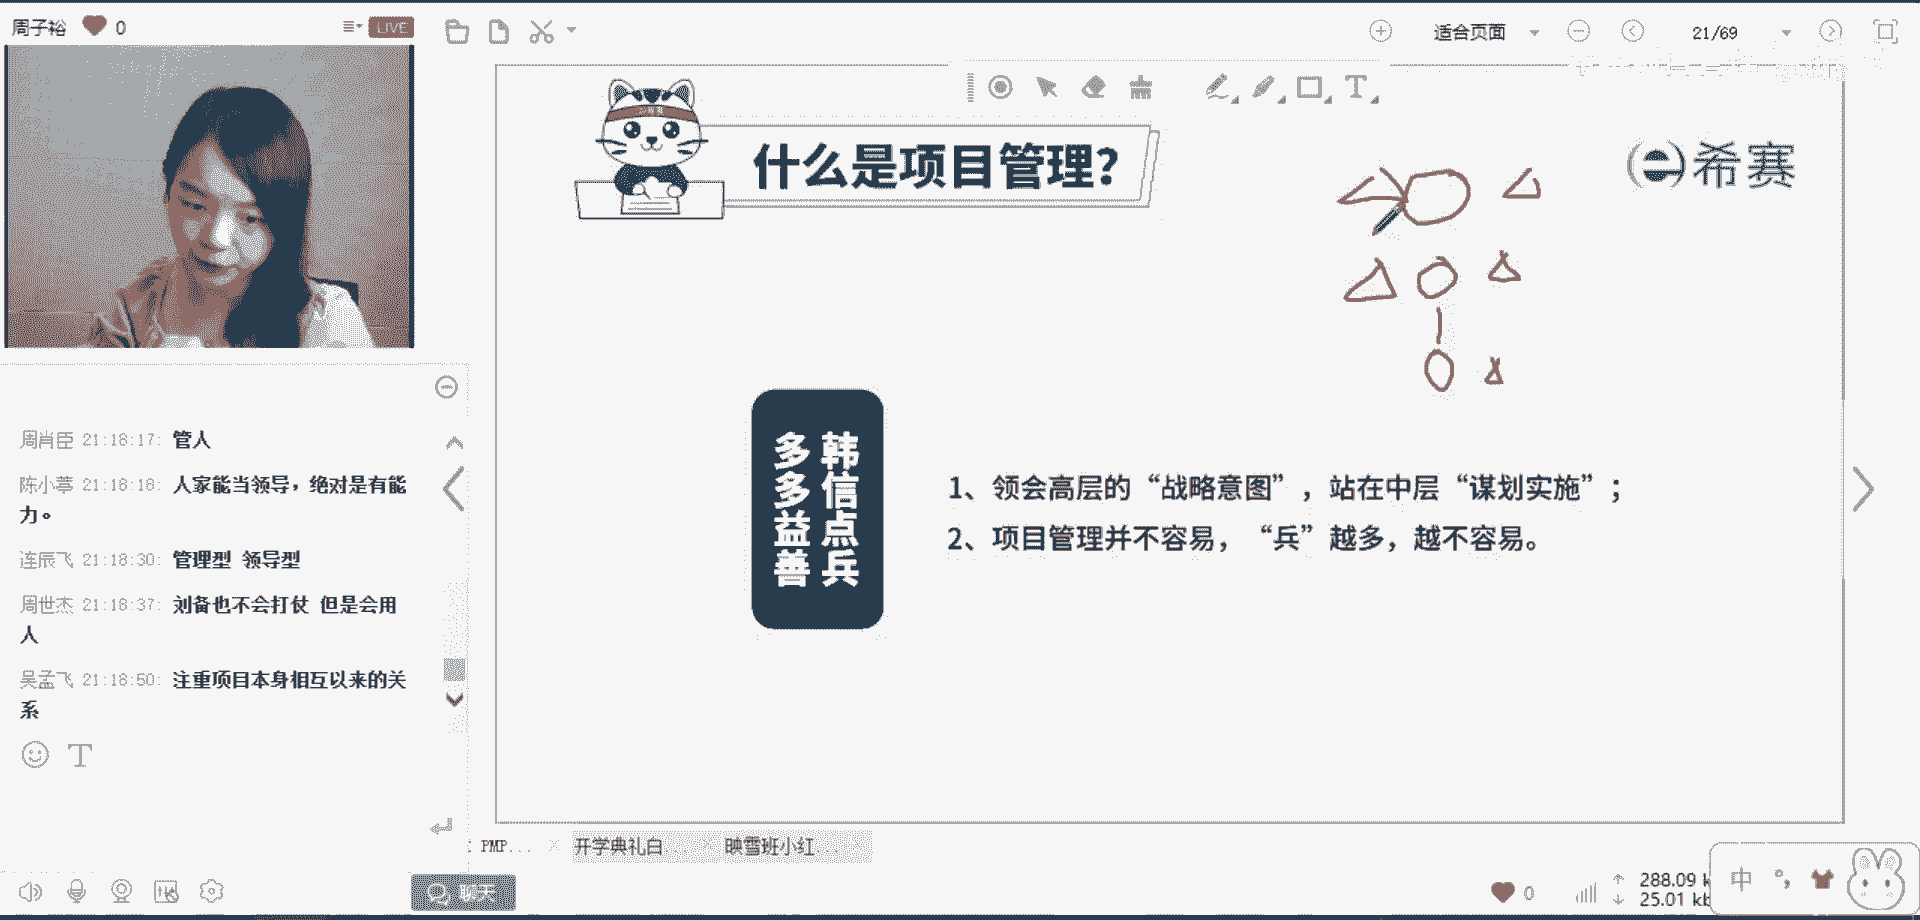 周子裕 0
LIVE
适合页面
21/69
什么是项目管理？
希赛
韩信点兵
多多益善
1、领会高层的“战略意图”，站在中层“谋划实施”；
2、项目管理并不容易，“兵”越多，越不容易。
周肖臣 21:18:17: 管人
陈小葶 21:18:18: 人家能当领导，绝对是有能
力。
连辰飞 21:18:30: 管理型 领导型
周世杰 21:18:37: 刘备也不会打仗 但是会用
人
吴孟飞 21:18:50: 注重项目本身相互以来的关
系
PMP...
开学典礼白...
映雪班小红...
聊天
0
288.09 k
25.01 kb
中